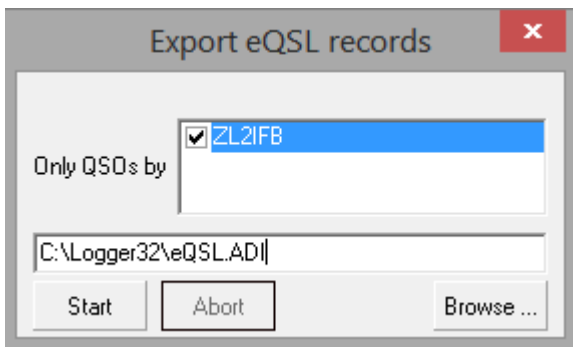 Export eQSL records
x
ZL2IFB
Only QSOs by
C:\Logger32\eQSL.ADI
Start Abort Browse ...